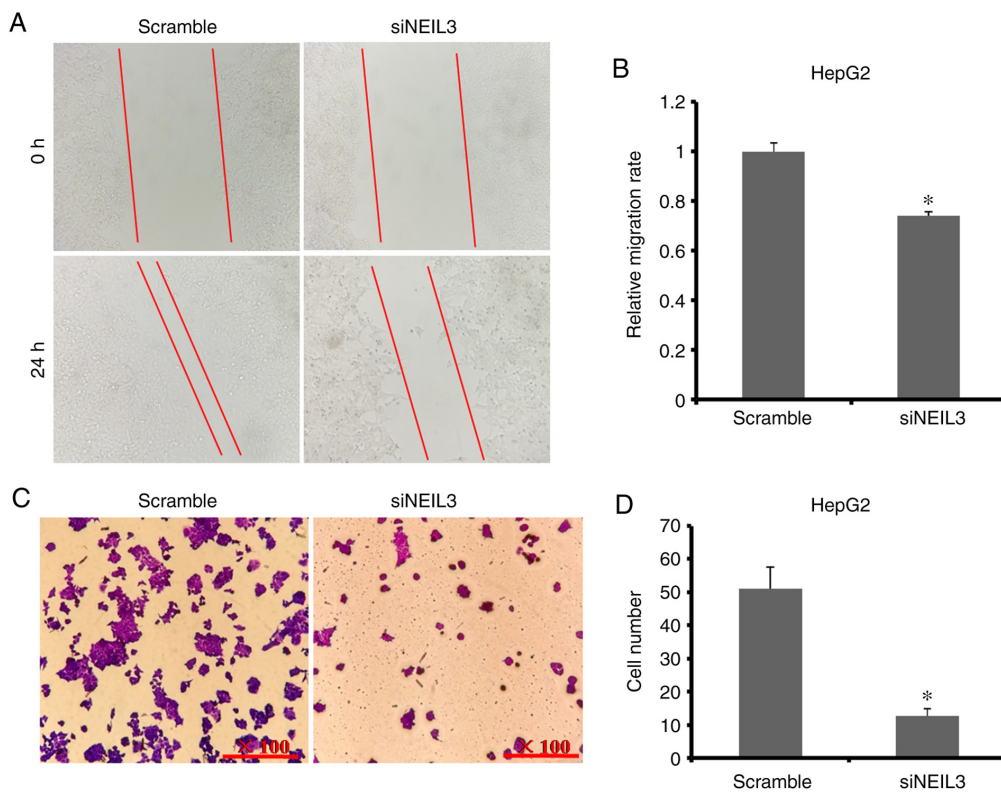 A
Scramble
siNEIL3
0 h
24 h
B
HepG2
Relative migration rate
1.2
1
0.8
0.6
0.4
0.2
0
*
Scramble
siNEIL3
C
Scramble
siNEIL3
X 100
X 100
D
HepG2
Cell number
70
60
50
40
30
20
10
0
*
Scramble
siNEIL3